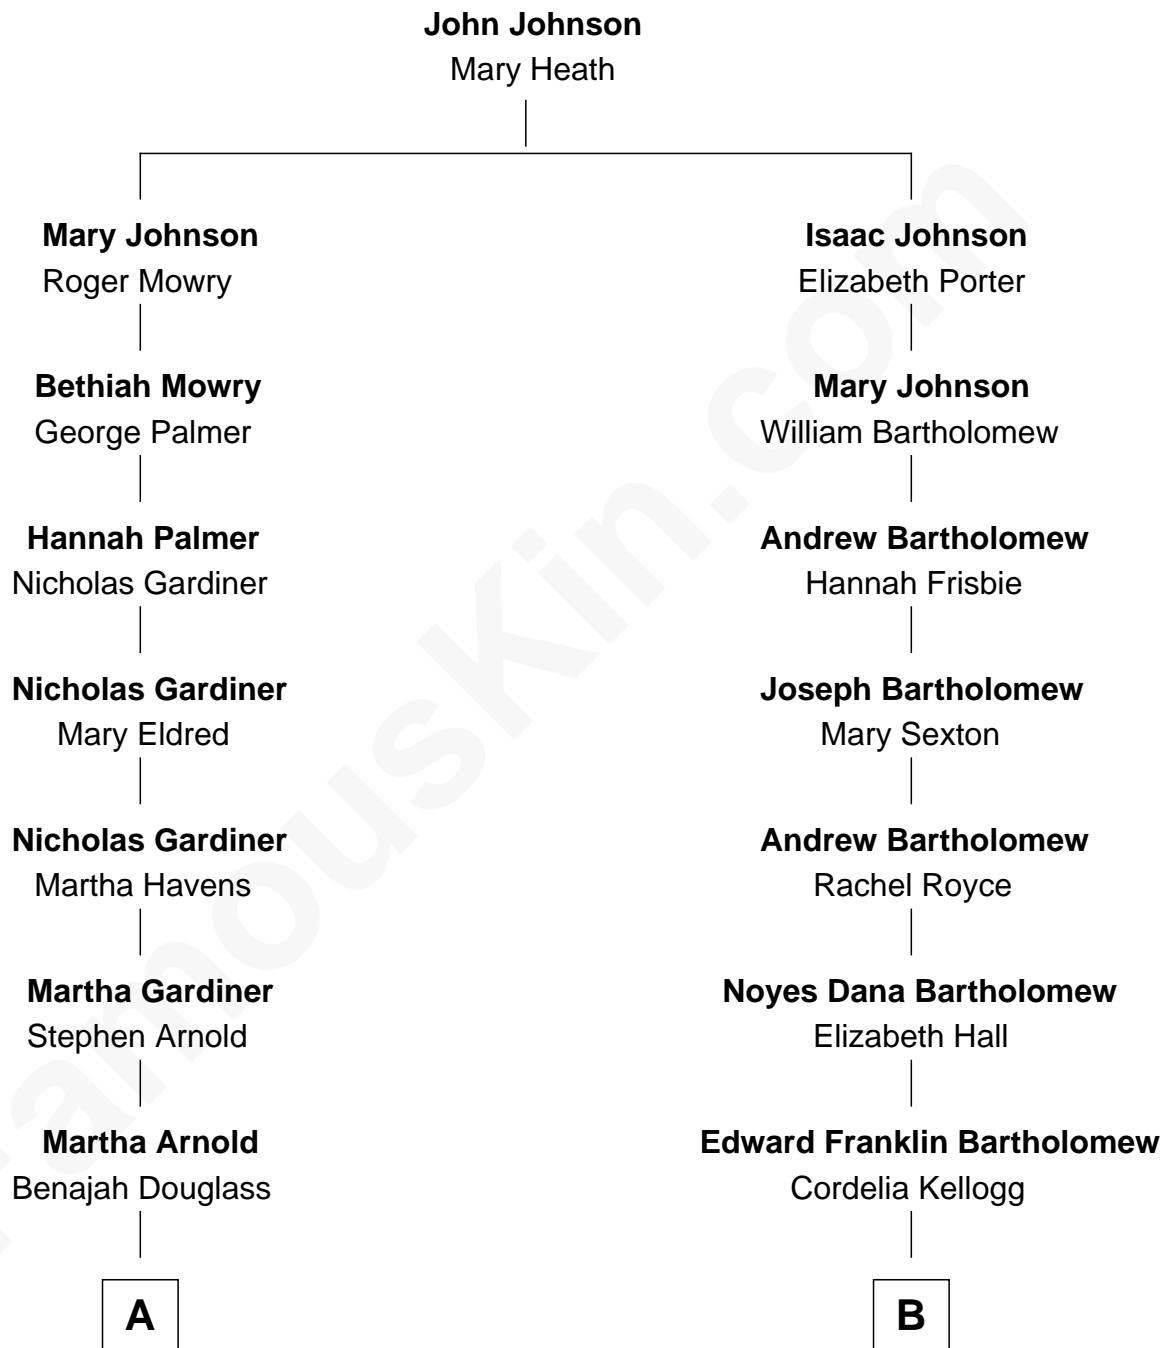 John Johnson
Mary Heath
Mary Johnson
Roger Mowry
Isaac Johnson
Elizabeth Porter
Bethiah Mowry
George Palmer
Mary Johnson
William Bartholomew
Hannah Palmer
Nicholas Gardiner
Andrew Bartholomew
Hannah Frisbie
Nicholas Gardiner
Mary Eldred
Joseph Bartholomew
Mary Sexton
Nicholas Gardiner
Martha Havens
Andrew Bartholomew
Rachel Royce
Martha Gardiner
Stephen Arnold
Noyes Dana Bartholomew
Elizabeth Hall
Martha Arnold
Benajah Douglass
Edward Franklin Bartholomew
Cordelia Kellogg
A
B
FamousKin.com